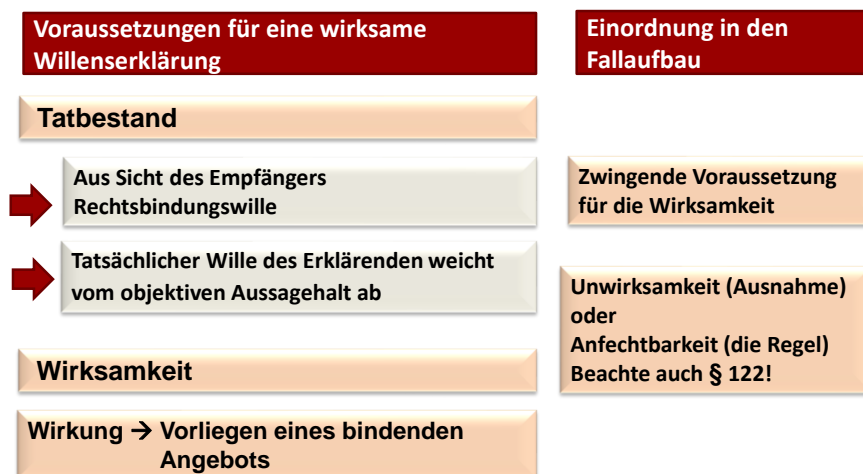 Voraussetzungen für eine wirksame
Willenserklärung
Einordnung in den
Fallaufbau
Tatbestand
Aus Sicht des Empfängers
Rechtsbindungswille
Zwingende Voraussetzung
für die Wirksamkeit
Tatsächlicher Wille des Erklärenden weicht
vom objektiven Aussagehalt ab
Unwirksamkeit (Ausnahme)
oder
Anfechtbarkeit (die Regel)
Beachte auch § 122!
Wirksamkeit
Wirkung → Vorliegen eines bindenden
Angebots